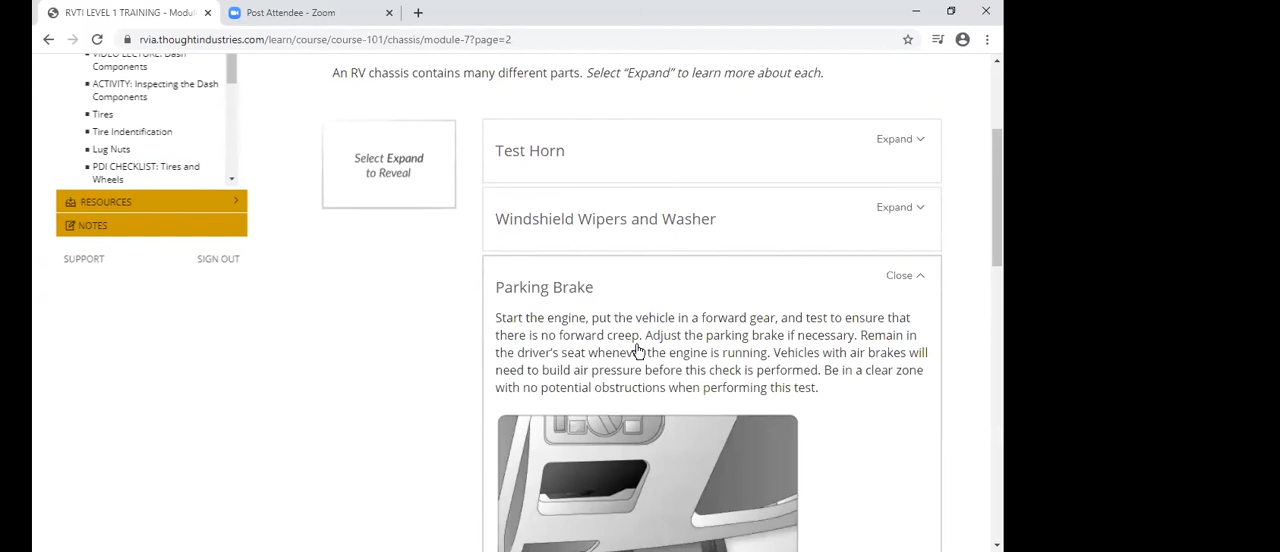 RVTI LEVEL 1 TRAINING - Modu
Post Attendee - Zoom
rvia.thoughtindustries.com/learn/course/course-101/chassis/module-7?page=2
VIDEO LECTURE: Dash
Components
ACTIVITY: Inspecting the Dash
Components
Tires
Tire Indentification
Lug Nuts
PDI CHECKLIST: Tires and
Wheels
RESOURCES
NOTES
SUPPORT SIGN OUT
An RV chassis contains many different parts. Select “Expand” to learn more about each.
Select Expand
to Reveal
Test Horn
Expand
Windshield Wipers and Washer
Expand
Parking Brake
Close
Start the engine, put the vehicle in a forward gear, and test to ensure that
there is no forward creep. Adjust the parking brake if necessary. Remain in
the driver’s seat whenever the engine is running. Vehicles with air brakes will
need to build air pressure before this check is performed. Be in a clear zone
with no potential obstructions when performing this test.